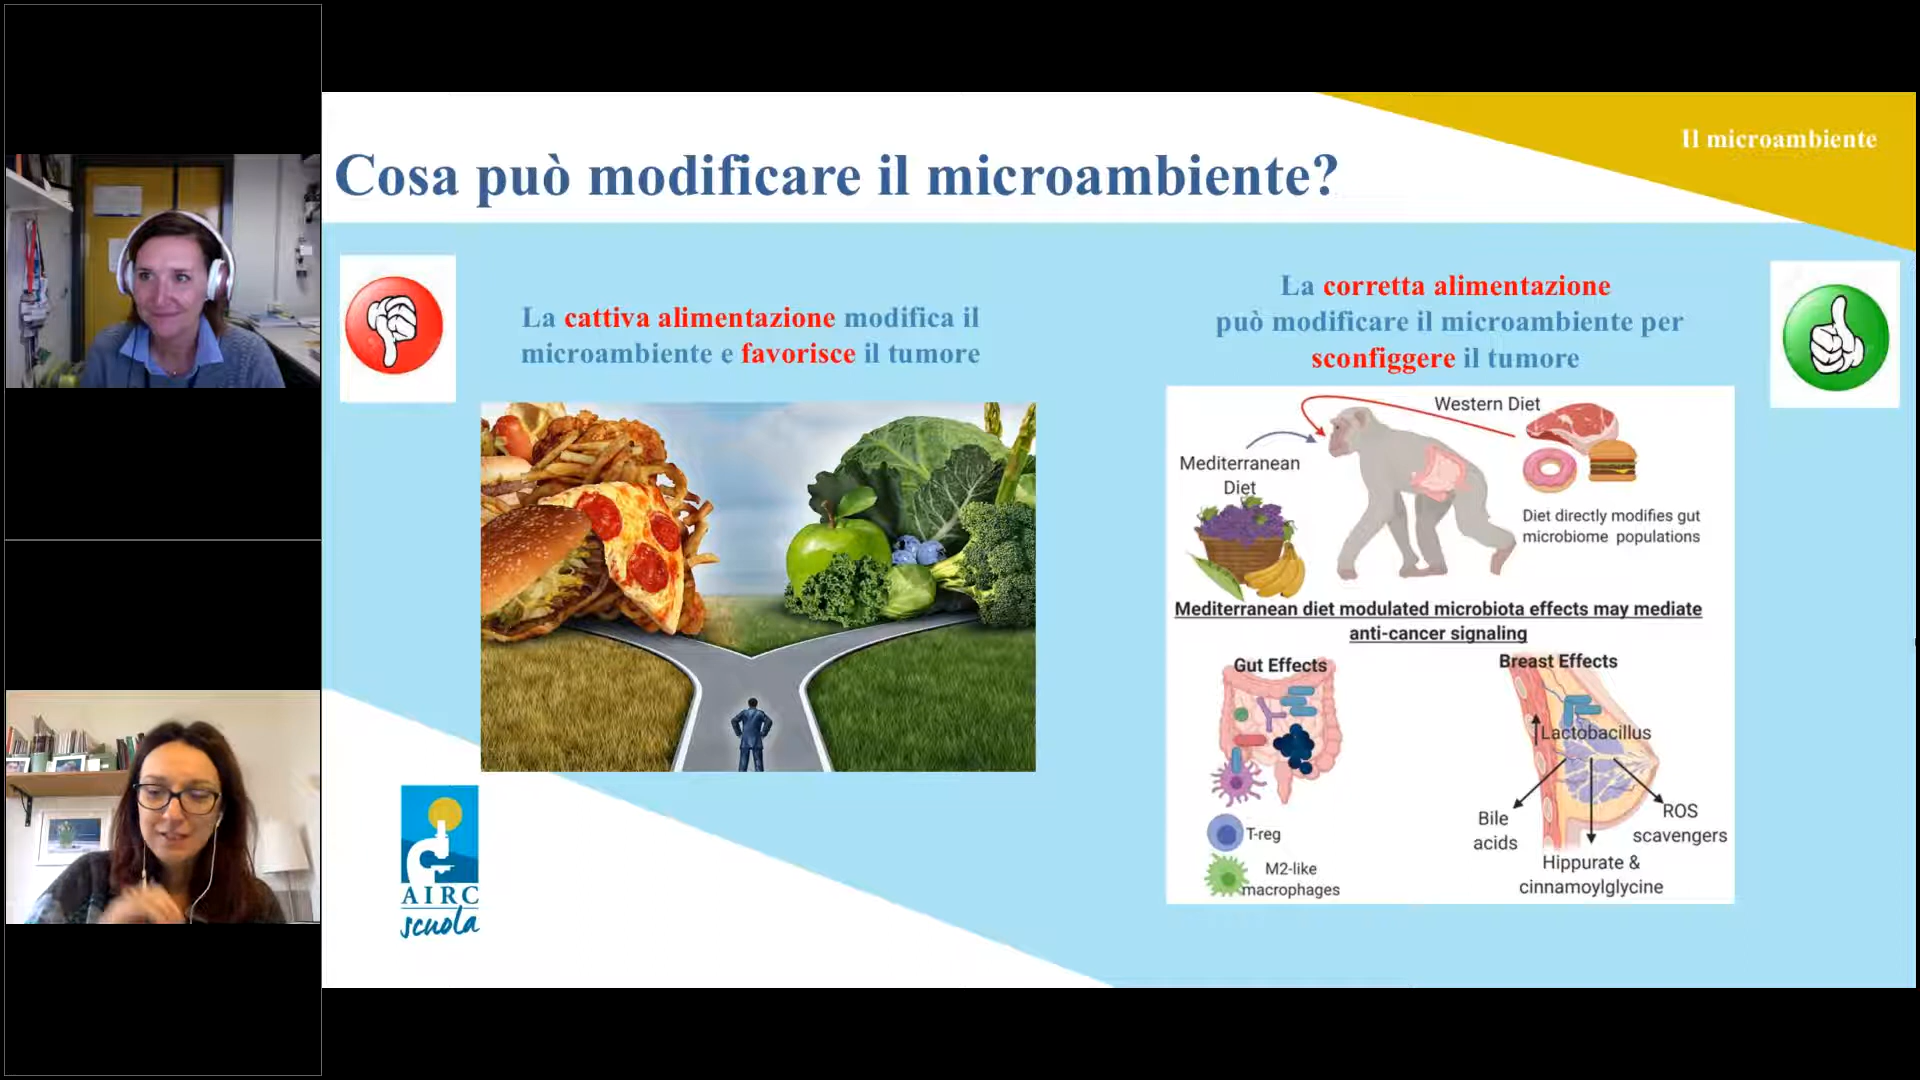 Il microambiente
Cosa può modificare il microambiente?
La cattiva alimentazione modifica il
microambiente e favorisce il tumore
La corretta alimentazione
può modificare il microambiente per
sconfiggere il tumore
Western Diet
Mediterranean
Diet
Diet directly modifies gut
microbiome populations
Mediterranean diet modulated microbiota effects may mediate
anti-cancer signaling
Gut Effects
T-reg
M2-like
macrophages
Breast Effects
Lactobacillus
Bile
acids
ROS
scavengers
Hippurate &
cinnamoylglycine
AIRC
scuola